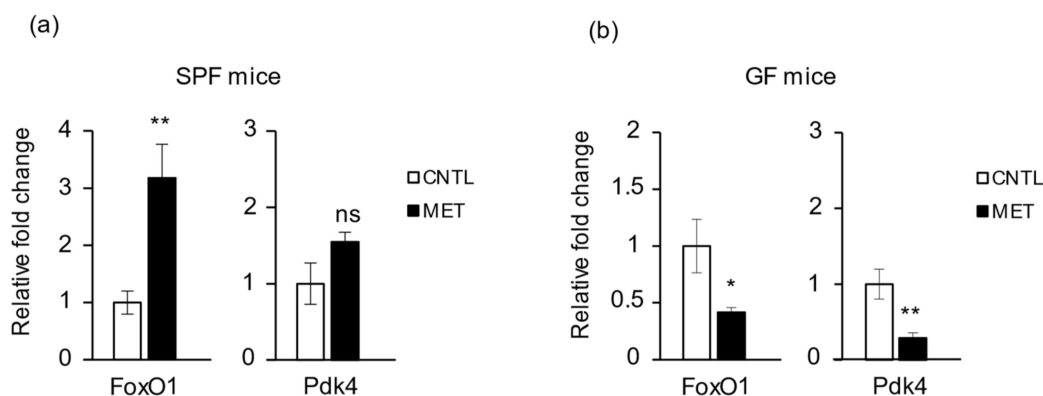 (a)
SPF mice
Relative fold change
4
3
2
1
0
**
FoxO1
3
2
1
0
ns
Pdk4
CNTL
MET
(b)
GF mice
Relative fold change
2
1.5
1
0.5
0
*
FoxO1
3
2
1
0
**
Pdk4
CNTL
MET